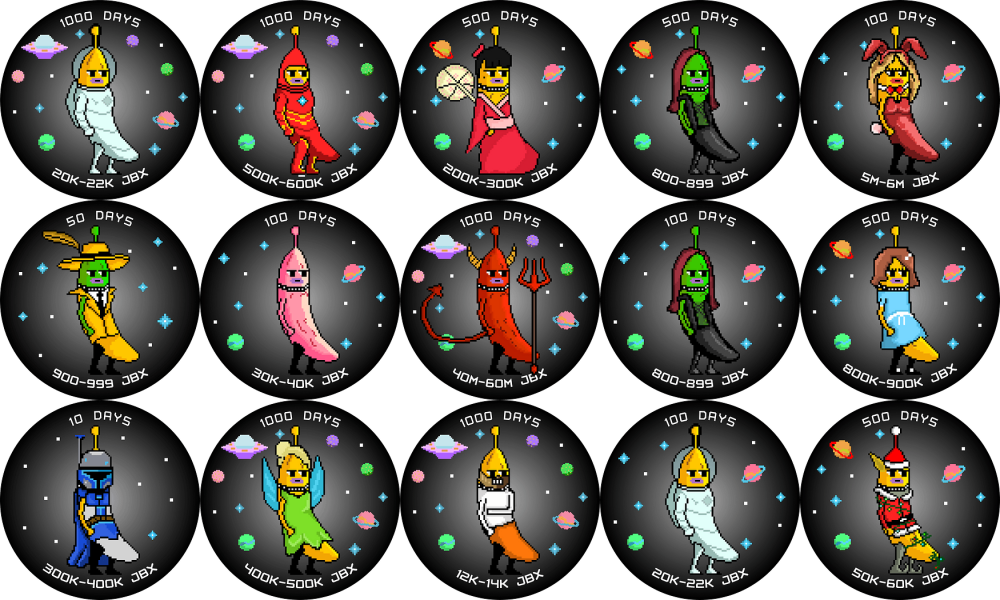 1000 DAYS
20K-22K JBX
1000 DAYS
500K-600K JBX
500 DAYS
200K-300K JBX
500 DAYS
800-899 JBX
100 DAYS
5M-6M JBX
50 DAYS
900-999 JBX
100 DAYS
30K-40K JBX
1000 DAYS
40M-60M JBX
100 DAYS
800-899 JBX
500 DAYS
800K-900K JBX
10 DAYS
300K-400K JBX
1000 DAYS
400K-500K JBX
1000 DAYS
12K-14K JBX
100 DAYS
20K-22K JBX
500 DAYS
50K-60K JBX